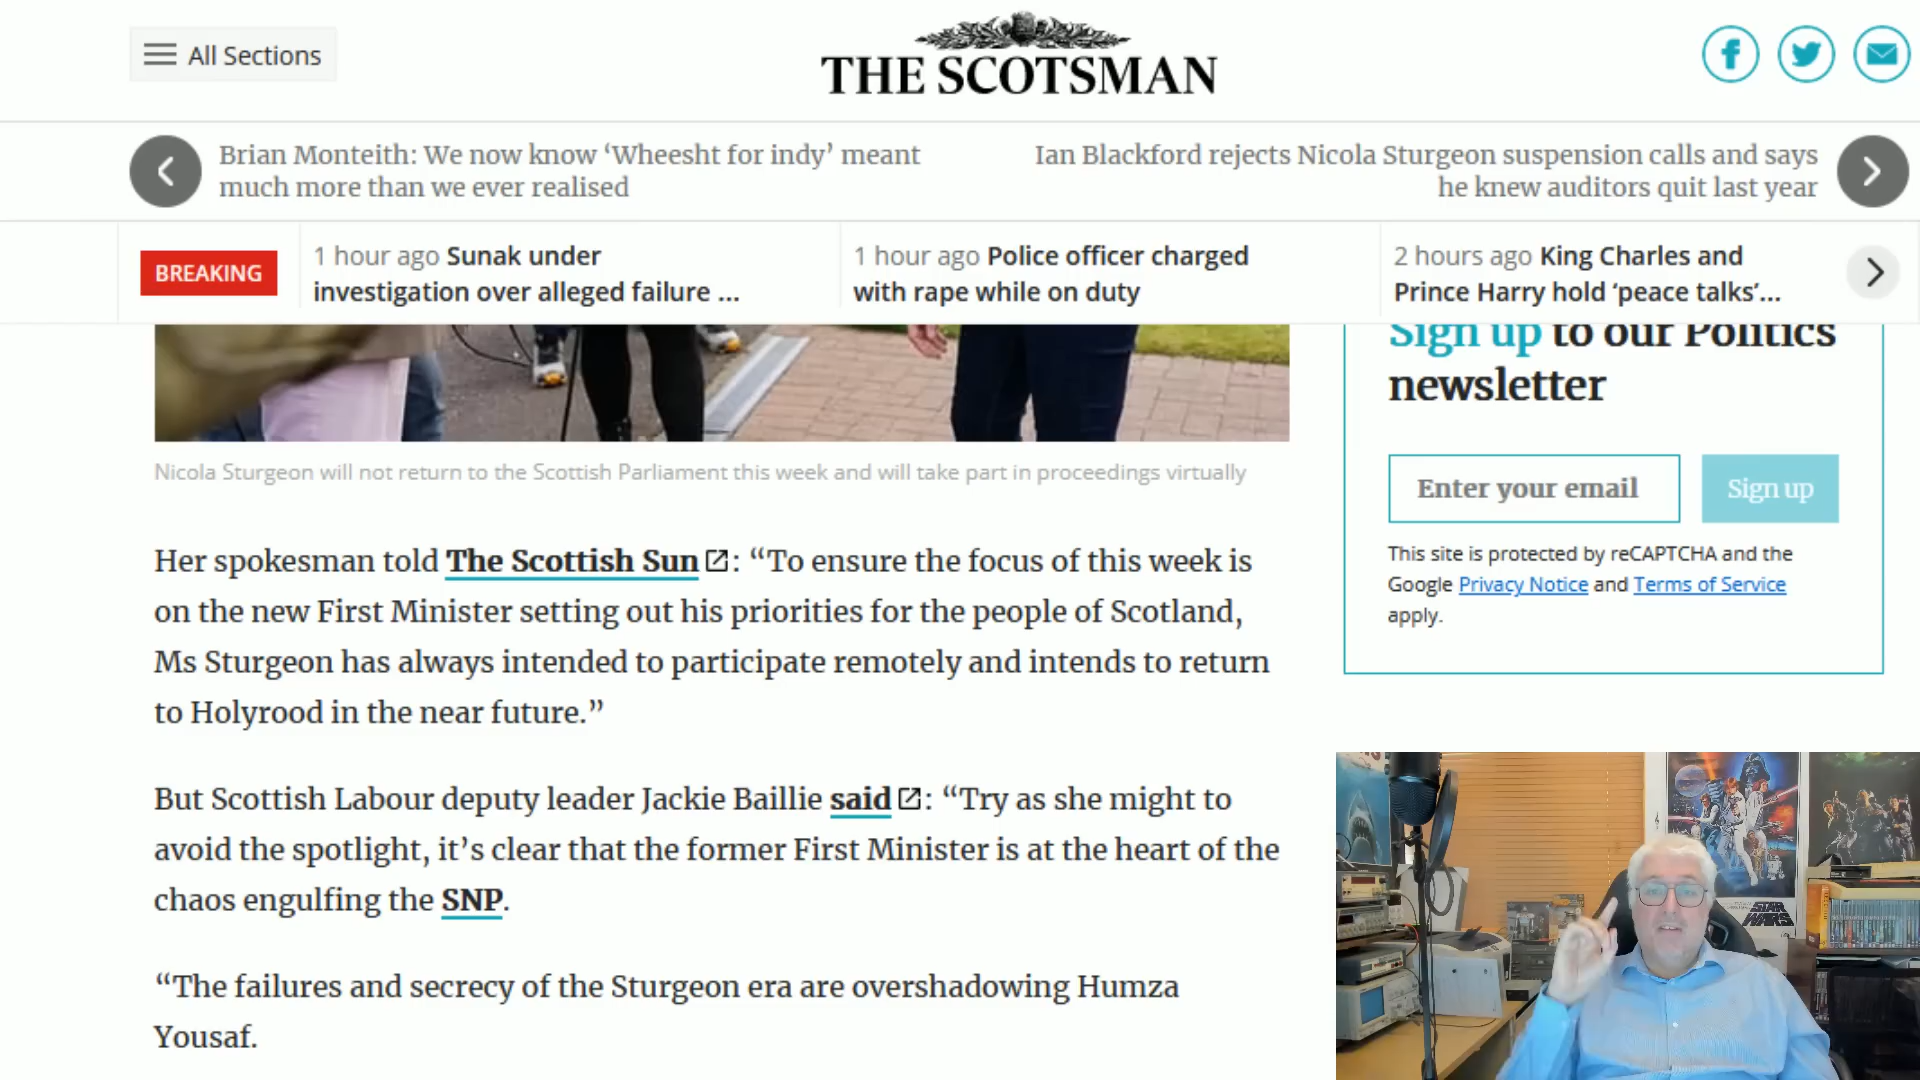 All Sections
THE SCOTSMAN
Brian Monteith: We now know ‘Wheesht for indy’ meant
much more than we ever realised
Ian Blackford rejects Nicola Sturgeon suspension calls and says
he knew auditors quit last year
BREAKING
1 hour ago Sunak under
investigation over alleged failure ...
1 hour ago Police officer charged
with rape while on duty
2 hours ago King Charles and
Prince Harry hold ‘peace talks’...
Nicola Sturgeon will not return to the Scottish Parliament this week and will take part in proceedings virtually
Her spokesman told The Scottish Sun: “To ensure the focus of this week is
on the new First Minister setting out his priorities for the people of Scotland,
Ms Sturgeon has always intended to participate remotely and intends to return
to Holyrood in the near future.”
But Scottish Labour deputy leader Jackie Baillie said: “Try as she might to
avoid the spotlight, it’s clear that the former First Minister is at the heart of the
chaos engulfing the SNP.
“The failures and secrecy of the Sturgeon era are overshadowing Humza
Yousaf.
Sign up to our Politics
newsletter
Enter your email
Sign up
This site is protected by reCAPTCHA and the
Google Privacy Notice and Terms of Service
apply.
STAR
WARS